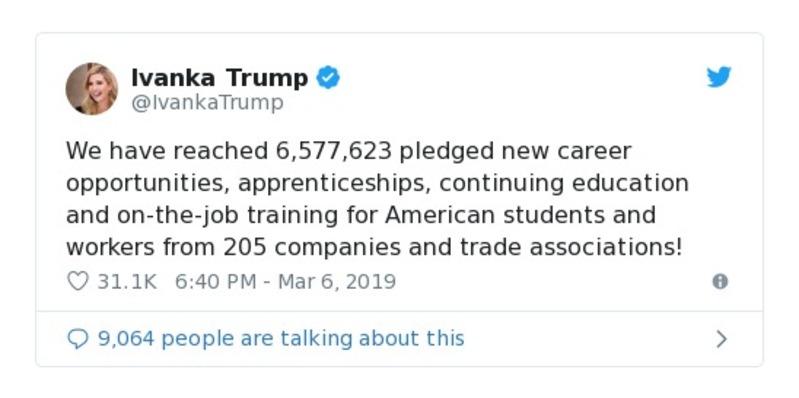 Ivanka Trump
@IvankaTrump
We have reached 6,577,623 pledged new career
opportunities, apprenticeships, continuing education
and on-the-job training for American students and
workers from 205 companies and trade associations!
31.1K 6:40 PM - Mar 6, 2019
9,064 people are talking about this